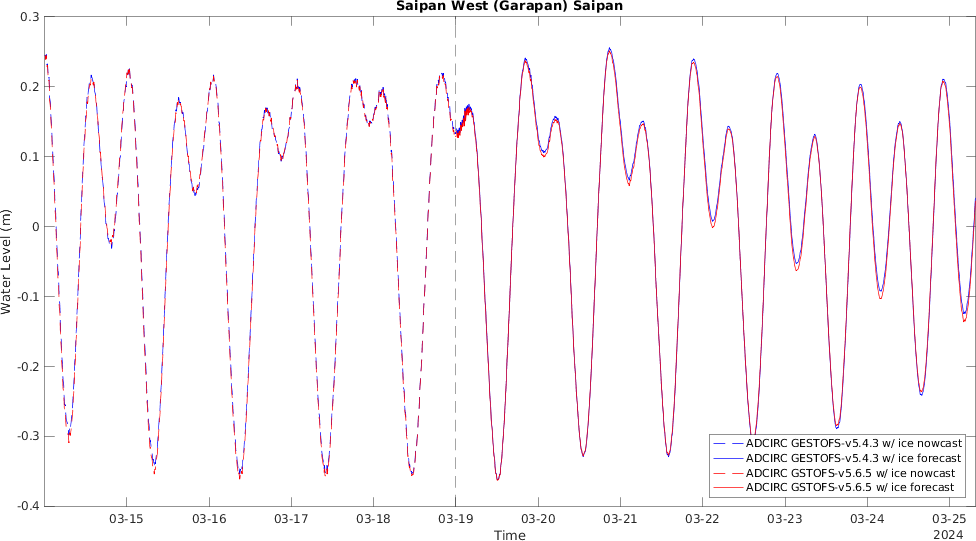 Saipan West (Garapan) Saipan
0.3
0.2
0.1
0
-0.1
-0.2
-0.3
-0.4
Water Level (m)
ADCIRC GESTOFS-v5.4.3 w/ ice nowcast
ADCIRC GESTOFS-v5.4.3 w/ ice forecast
ADCIRC GSTOFS-v5.6.5 w/ ice nowcast
ADCIRC GSTOFS-v5.6.5 w/ ice forecast
03-15 03-16 03-17 03-18 03-19 03-20 03-21 03-22 03-23 03-24 03-25
Time 2024